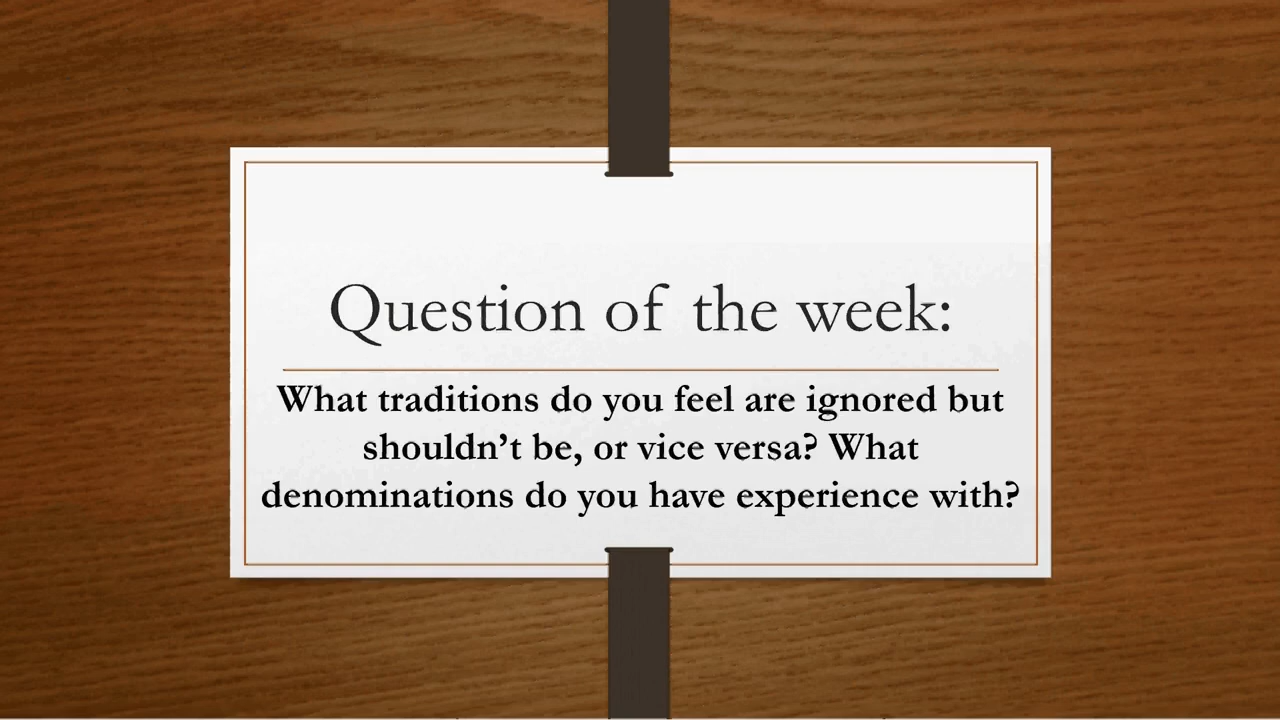 Question of the week:
What traditions do you feel are ignored but
shouldn’t be, or vice versa? What
denominations do you have experience with?